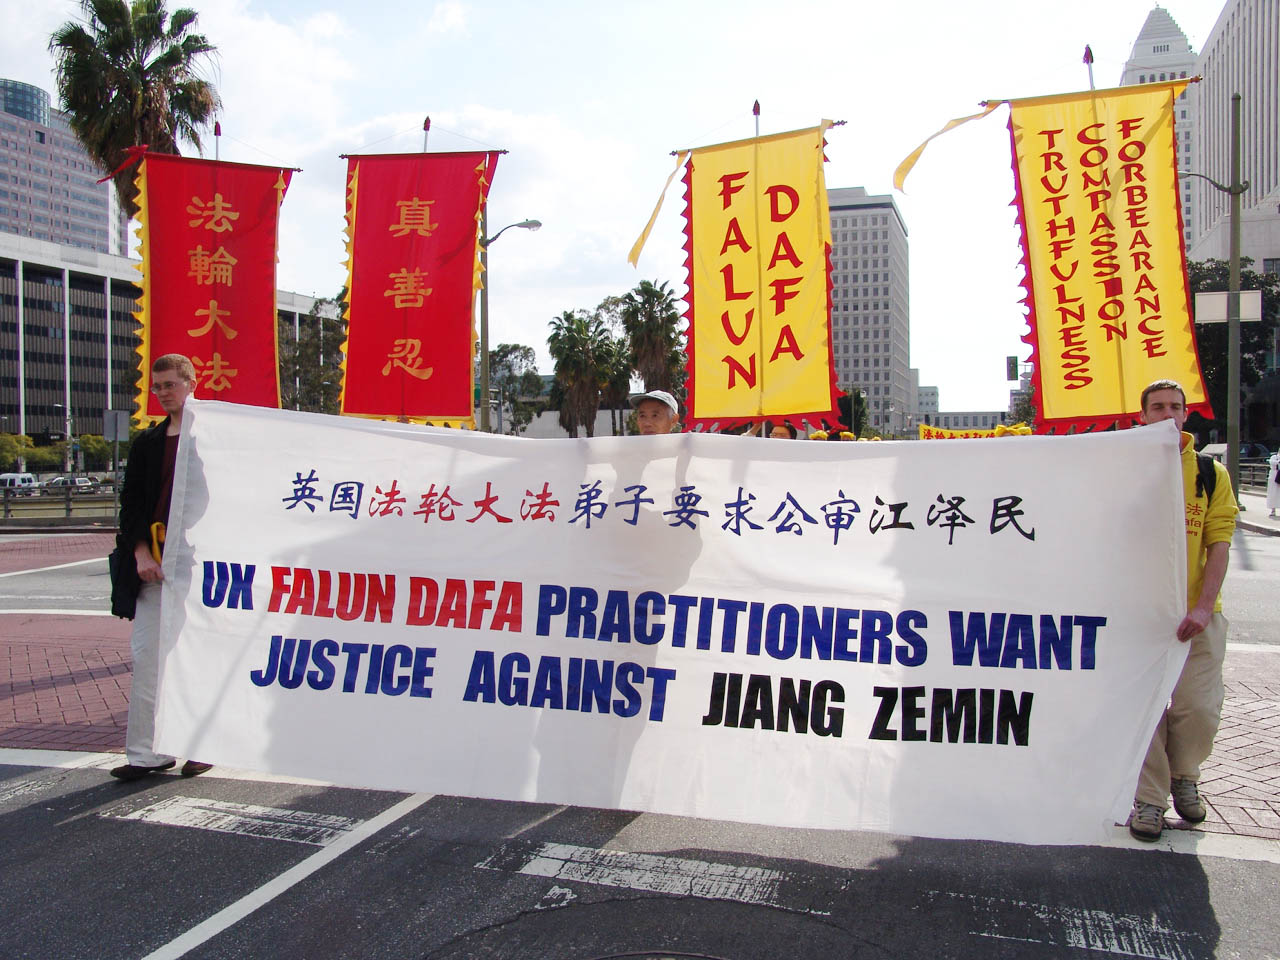 法輪大法
真善忍
FALUN
DAFA
TRUTHFULNESS
COMPASSION
FORBEARANCE
英国法轮大法弟子要求公审江泽民
UK FALUN DAFA PRACTITIONERS WANT
JUSTICE AGAINST JIANG ZEMIN